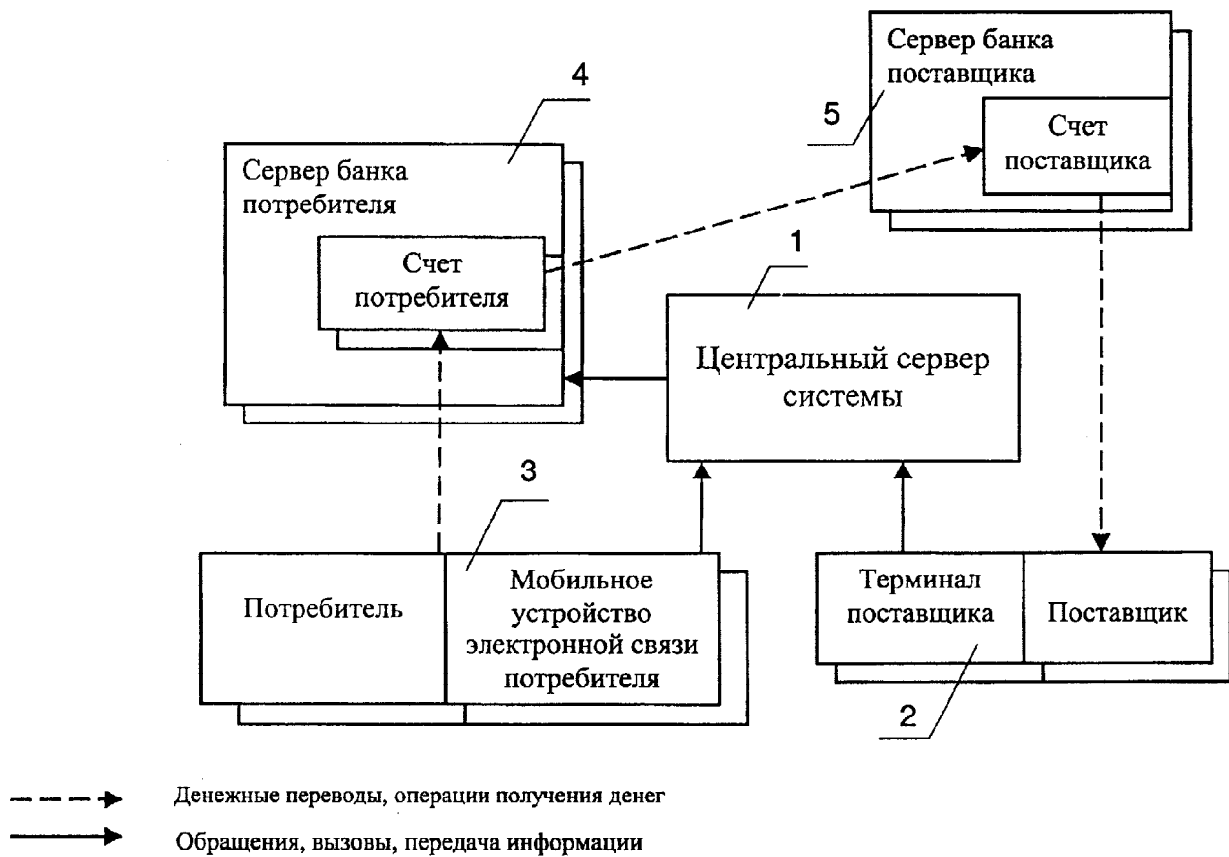 Сервер банка
поставщика
5
Счет
поставщика
4
Сервер банка
потребителя
Счет
потребителя
1
Центральный сервер
системы
3
Потребитель
Мобильное
устройство
электронной связи
потребителя
Терминал
поставщика
Поставщик
2
Денежные переводы, операции получения денег
Обращения, вызовы, передача информации